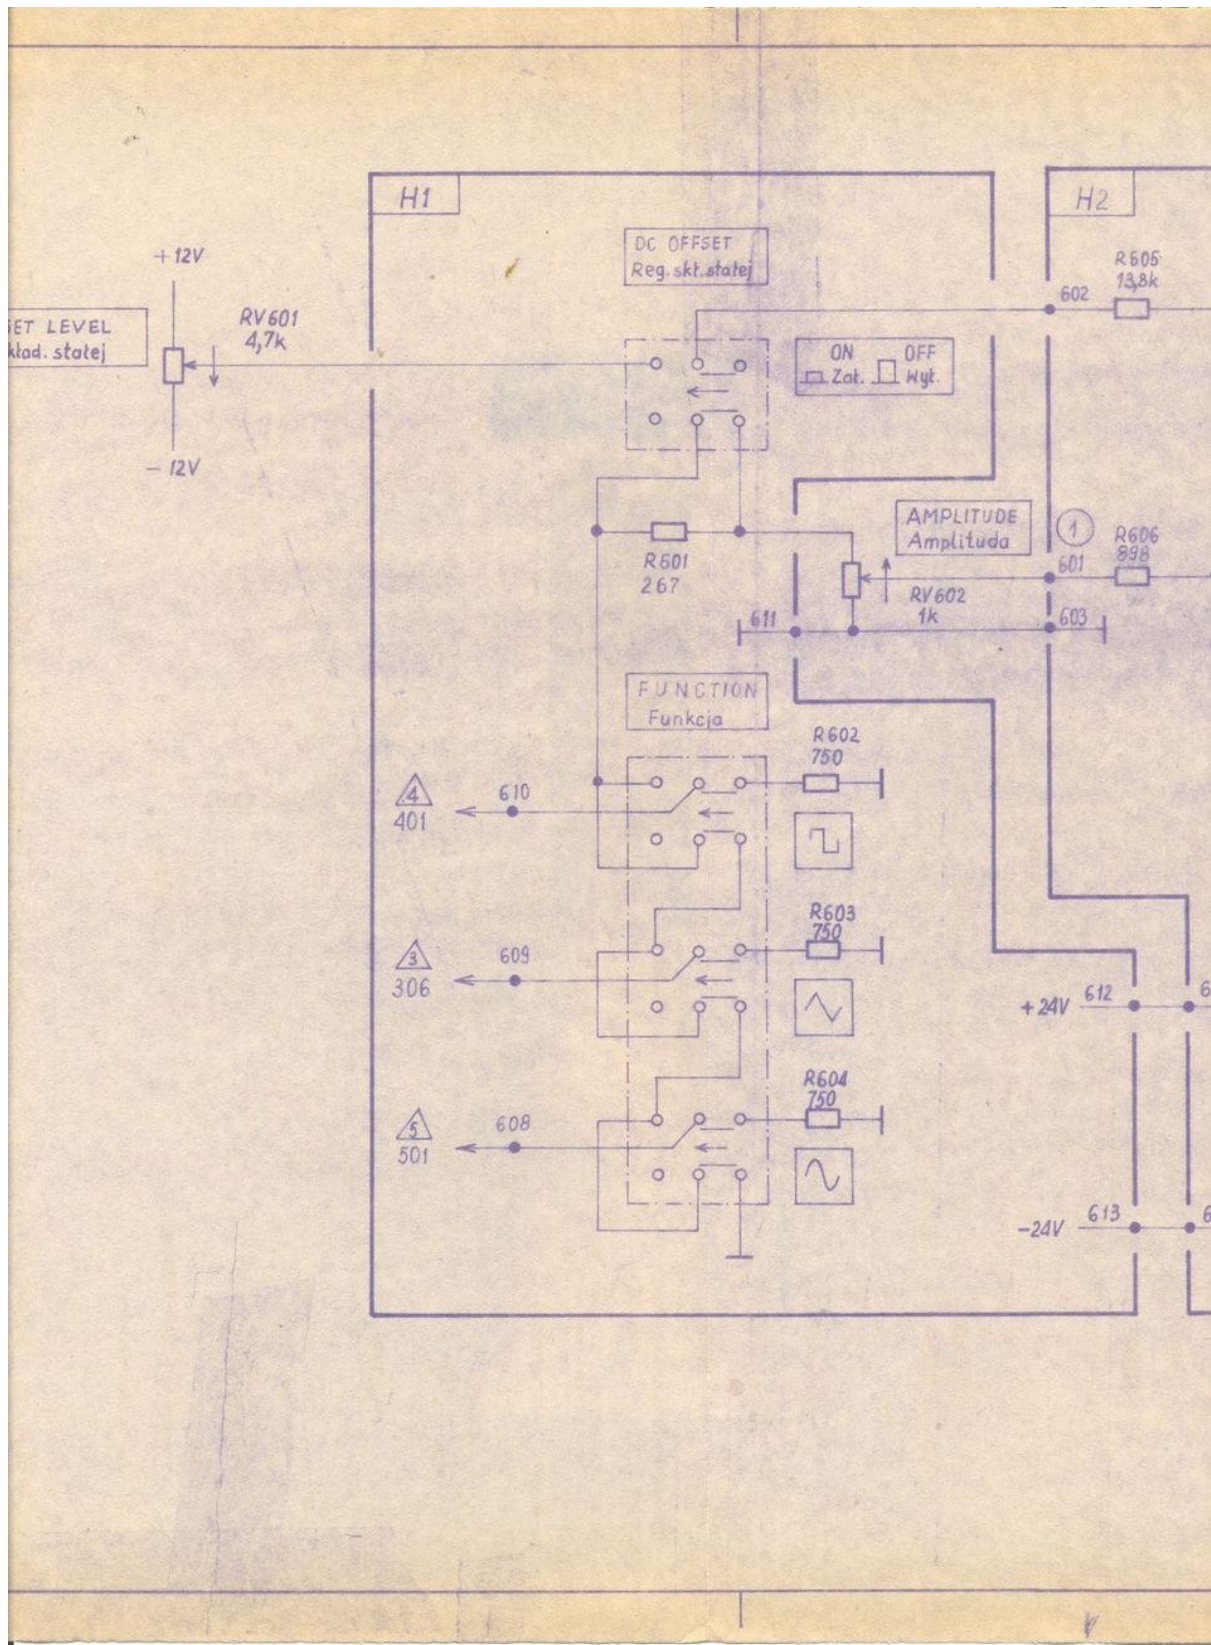 H1
H2
DC OFFSET
Reg. skł. stałej
+12V
R605
13,8k
602
LEVEL
stałej
RV601
4,7k
ON OFF
Zał. Wył.
-12V
AMPLITUDE
Amplituda
1
R606
898
601
R601
267
RV602
1k
611
603
FUNCTION
Funkcja
R602
750
4
401
610
R603
750
3
306
609
+24V
612
R604
750
5
501
608
-24V
613